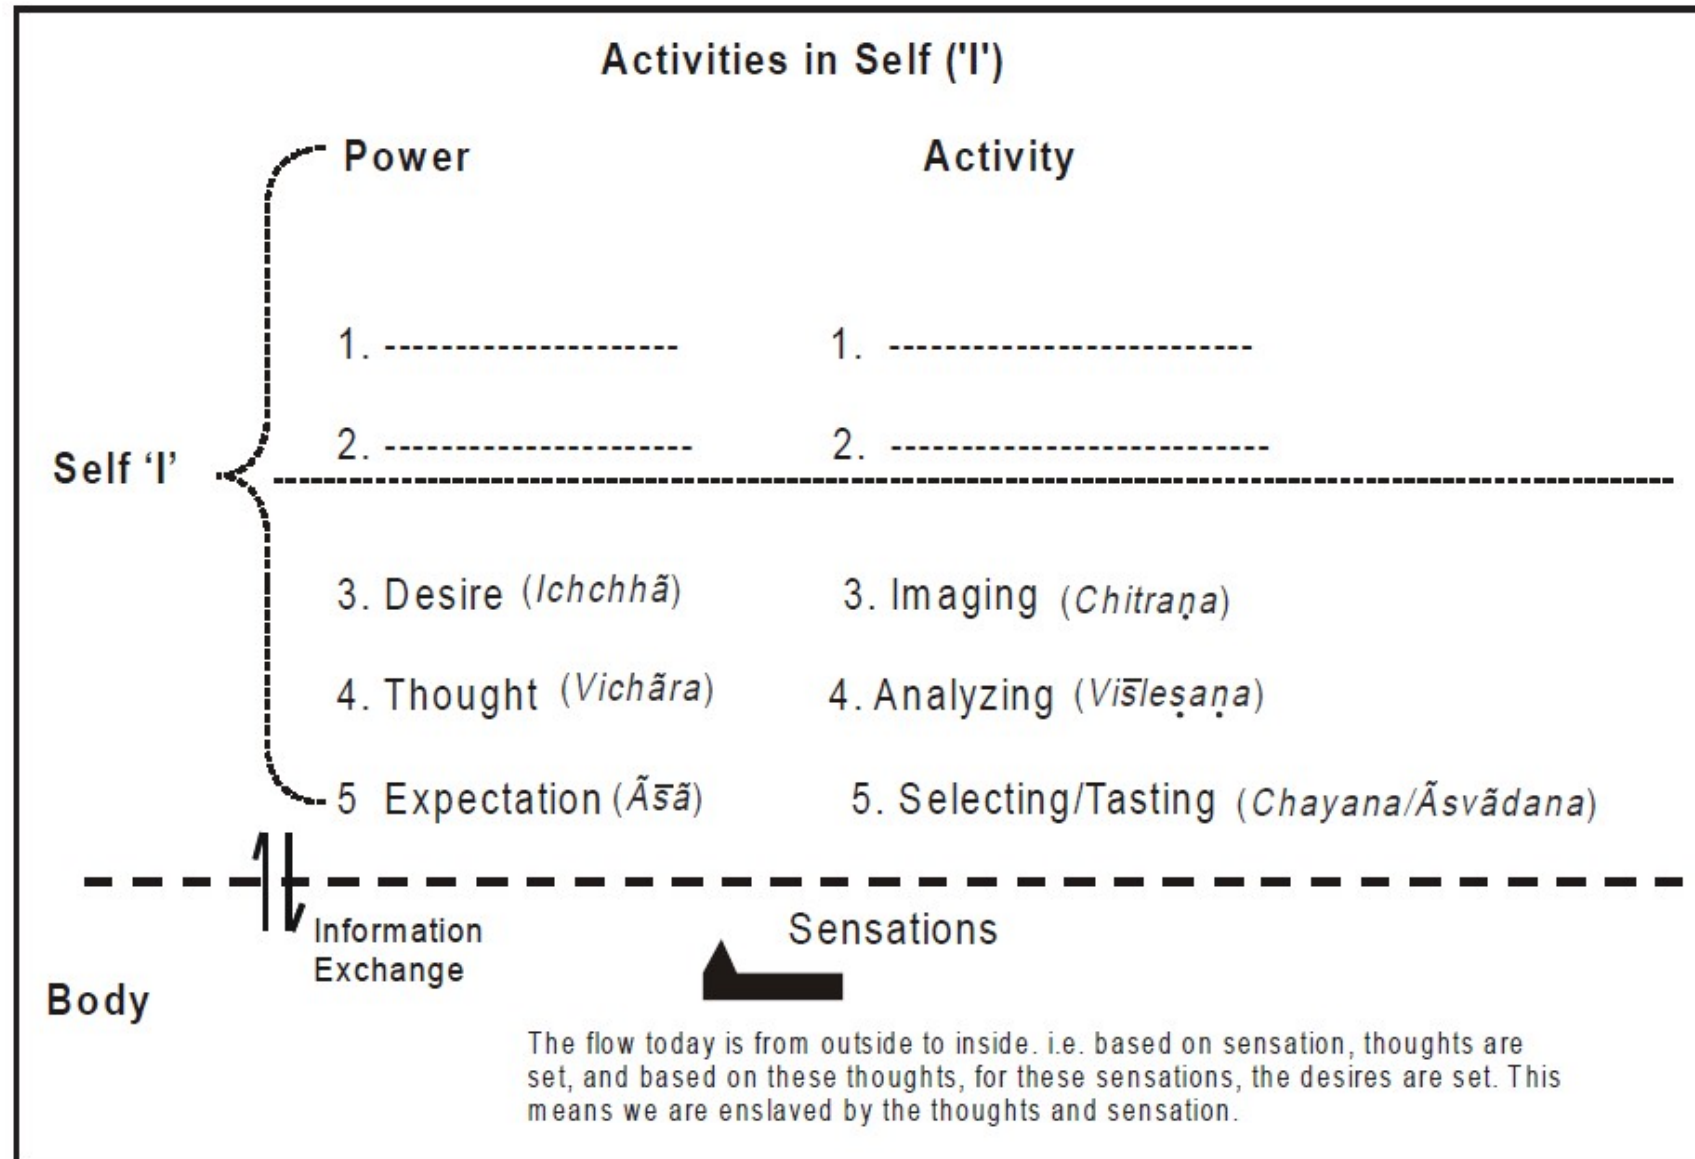 Activities in Self ('I')
Power Activity
1. --------------------- 1. --------------------------
2. ---------------------- 2. ---------------------------
Self ‘I’
3. Desire (Ichchhã) 3. Imaging (Chitraṇa)
4. Thought (Vichãra) 4. Analyzing (Vis̅leṣaṇa)
5 Expectation (Ãs̅ã) 5. Selecting/Tasting (Chayana/Ãsvãdana)
Information
Exchange
Sensations
Body
The flow today is from outside to inside. i.e. based on sensation, thoughts are
set, and based on these thoughts, for these sensations, the desires are set. This
means we are enslaved by the thoughts and sensation.